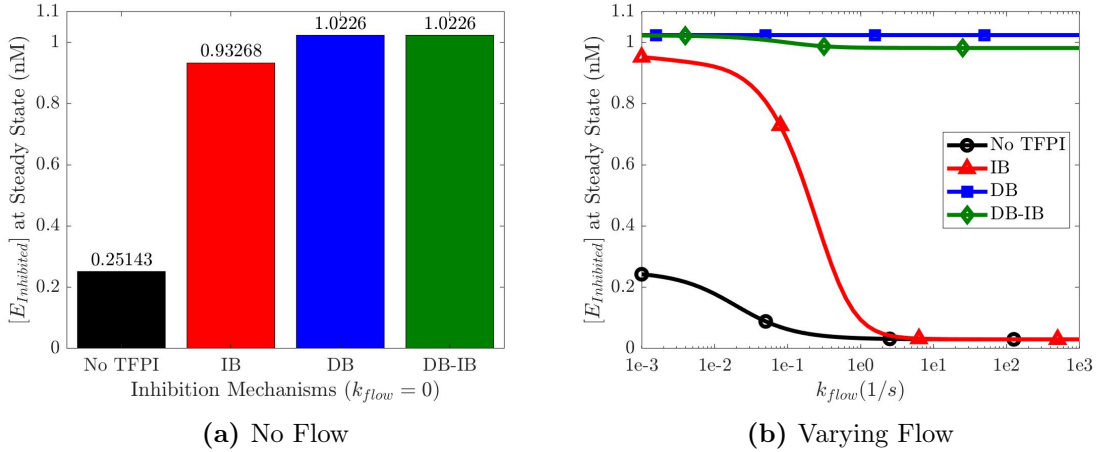 1.1
1
0.8
0.6
0.4
0.2
0
[E_Inhibited] at Steady State (nM)
0.25143
0.93268
1.0226
1.0226
No TFPI IB DB DB-IB
Inhibition Mechanisms (k_flow = 0)
(a) No Flow
1.1
1
0.8
0.6
0.4
0.2
0
[E_Inhibited] at Steady State (nM)
No TFPI
IB
DB
DB-IB
1e-3 1e-2 1e-1 1e0 1e1 1e2 1e3
k_flow(1/s)
(b) Varying Flow